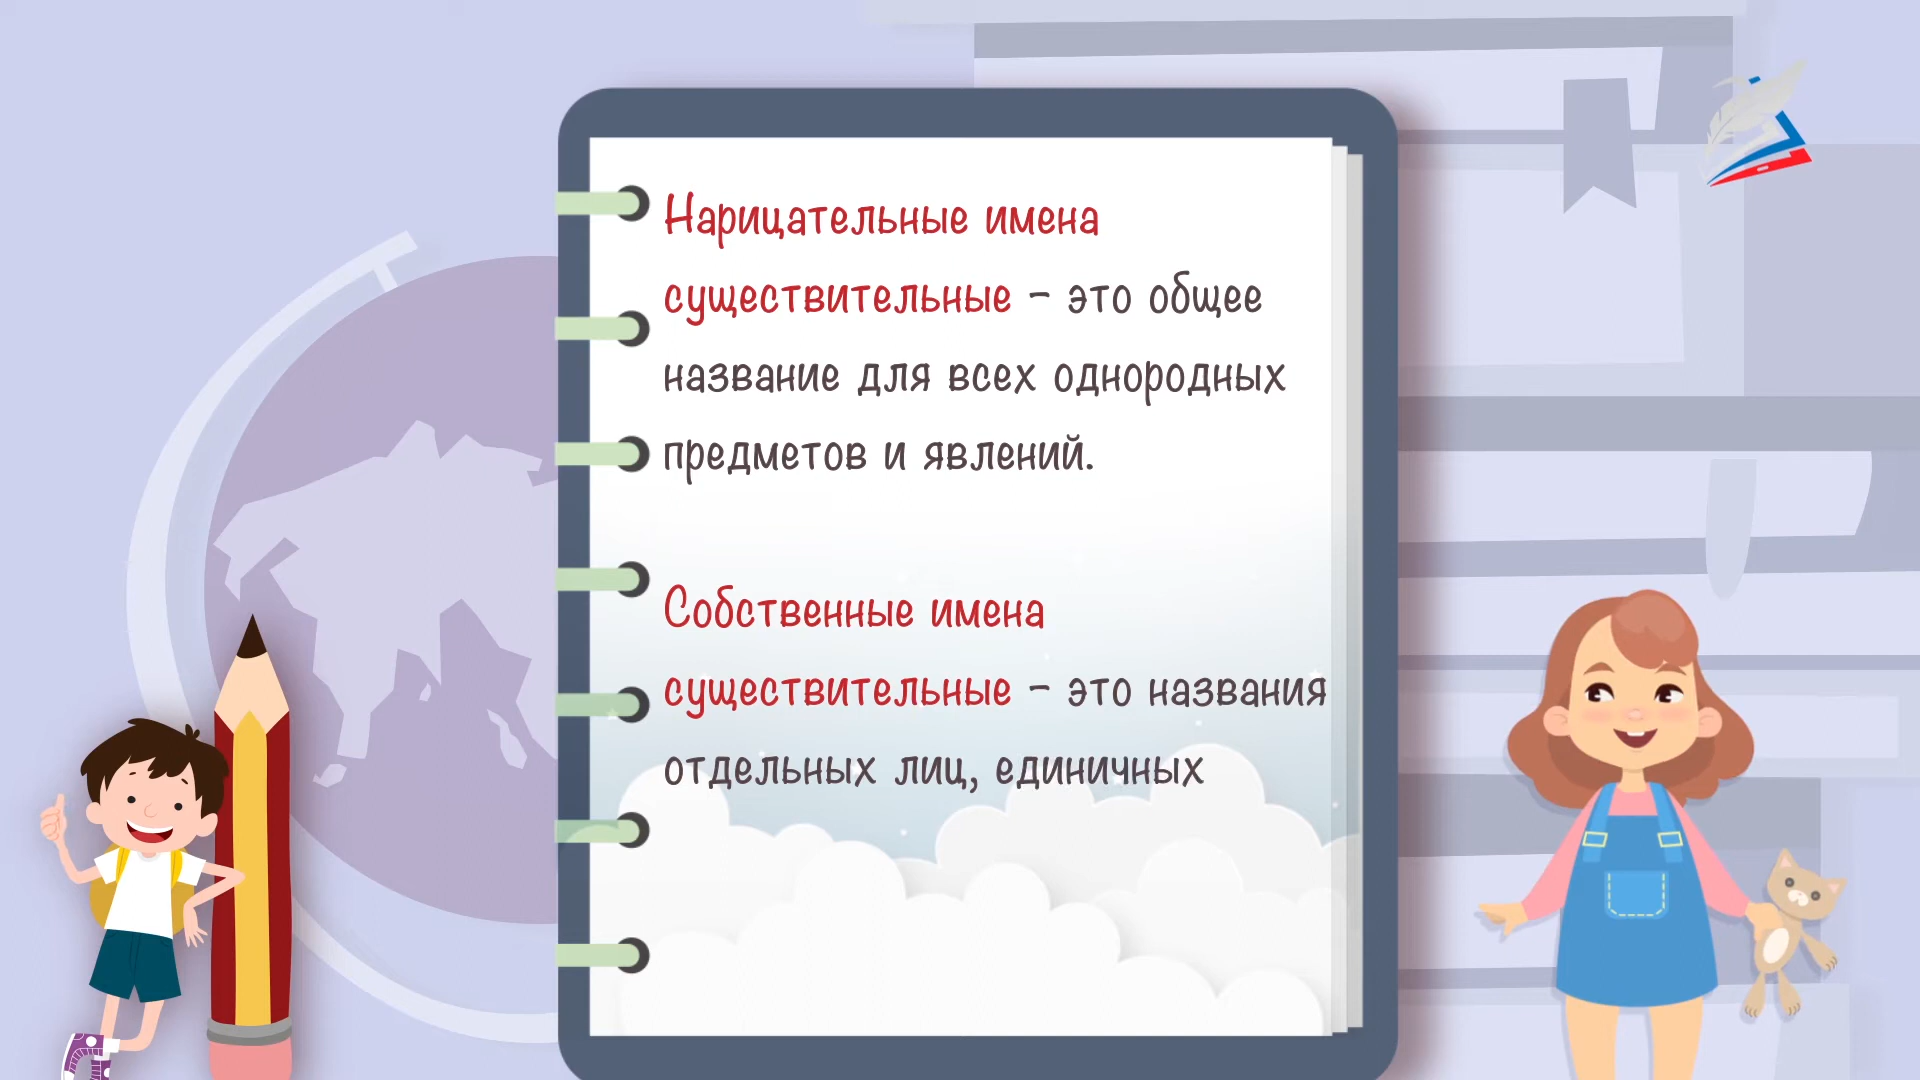 Нарицательные имена
существительные – это общее
название для всех однородных
предметов и явлений.
Собственные имена
существительные – это названия
отдельных лиц, единичных